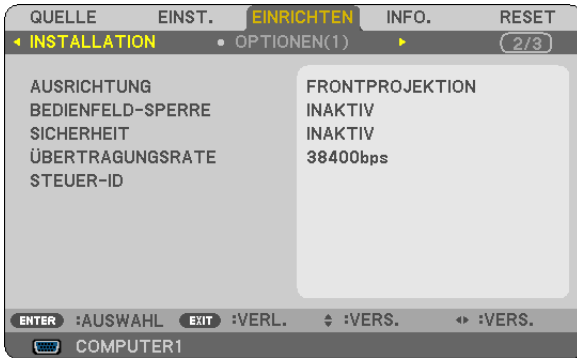 QUELLE EINST. EINRICHTEN INFO. RESET
INSTALLATION • OPTIONEN(1) 2/3
AUSRICHTUNG FRONTPROJEKTION
BEDIENFELD-SPERRE INAKTIV
SICHERHEIT INAKTIV
ÜBERTRAGUNGSRATE 38400bps
STEUER-ID
ENTER :AUSWAHL EXIT :VERL. :VERS. :VERS.
COMPUTER1